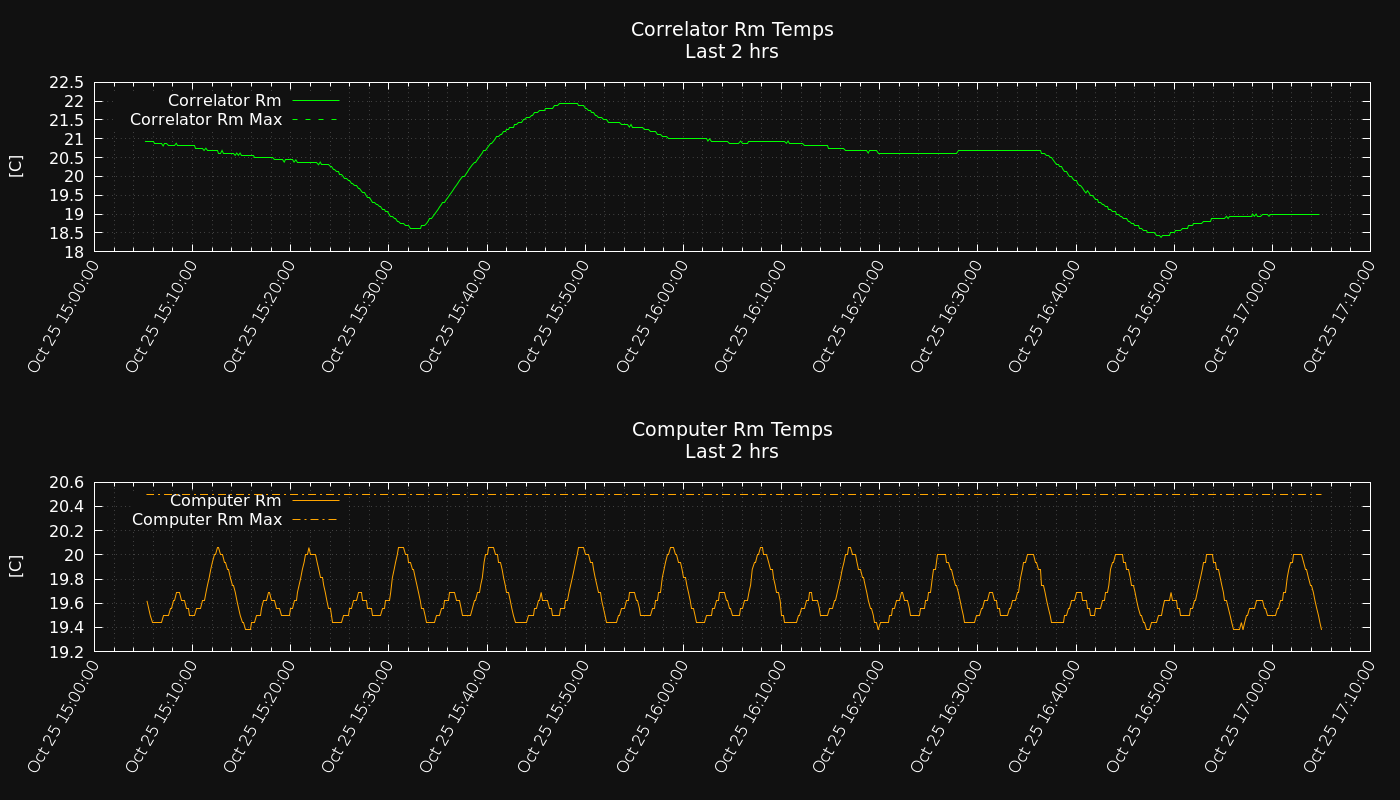 Correlator Rm Temps
Last 2 hrs
22.5
22
21.5
21
20.5
20
19.5
19
18.5
18
[C]
Correlator Rm
Correlator Rm Max
Oct 25 15:00:00
Oct 25 15:10:00
Oct 25 15:20:00
Oct 25 15:30:00
Oct 25 15:40:00
Oct 25 15:50:00
Oct 25 16:00:00
Oct 25 16:10:00
Oct 25 16:20:00
Oct 25 16:30:00
Oct 25 16:40:00
Oct 25 16:50:00
Oct 25 17:00:00
Oct 25 17:10:00
Computer Rm Temps
Last 2 hrs
20.6
20.4
20.2
20
19.8
19.6
19.4
19.2
[C]
Computer Rm
Computer Rm Max
Oct 25 15:00:00
Oct 25 15:10:00
Oct 25 15:20:00
Oct 25 15:30:00
Oct 25 15:40:00
Oct 25 15:50:00
Oct 25 16:00:00
Oct 25 16:10:00
Oct 25 16:20:00
Oct 25 16:30:00
Oct 25 16:40:00
Oct 25 16:50:00
Oct 25 17:00:00
Oct 25 17:10:00